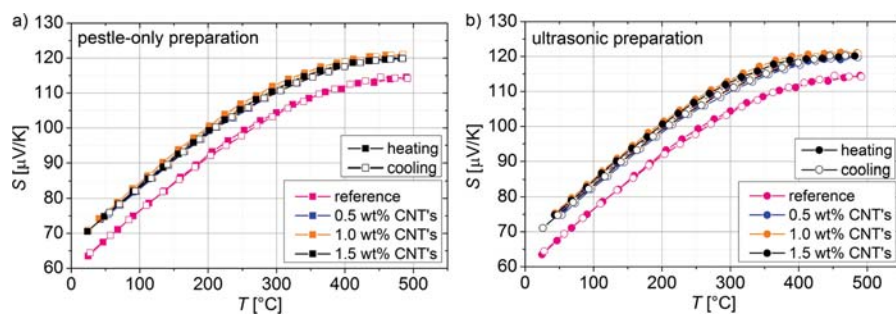 a)
pestle-only preparation
120
110
100
90
80
70
60
S [µV/K]
heating
cooling
reference
0.5 wt% CNT's
1.0 wt% CNT's
1.5 wt% CNT's
0 100 200 300 400 500
T [°C]
b)
ultrasonic preparation
120
110
100
90
80
70
60
S [µV/K]
heating
cooling
reference
0.5 wt% CNT's
1.0 wt% CNT's
1.5 wt% CNT's
0 100 200 300 400 500
T [°C]